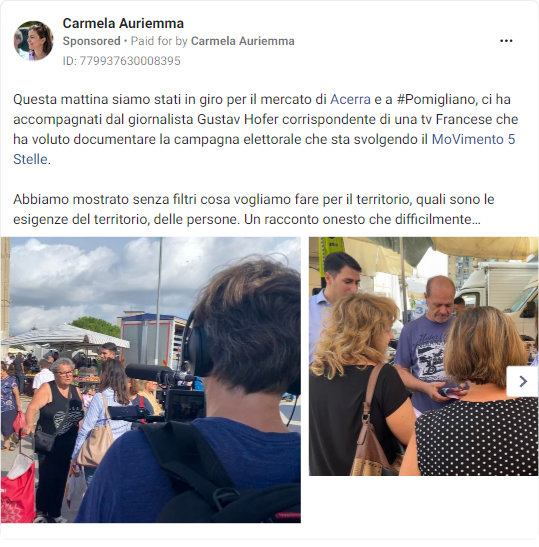 Carmela Auriemma
Sponsored • Paid for by Carmela Auriemma
ID: 779937630008395
Questa mattina siamo stati in giro per il mercato di Acerra e a #Pomigliano, ci ha
accompagnati dal giornalista Gustav Hofer corrispondente di una tv Francese che
ha voluto documentare la campagna elettorale che sta svolgendo il MoVimento 5
Stelle.
Abbiamo mostrato senza filtri cosa vogliamo fare per il territorio, quali sono le
esigenze del territorio, delle persone. Un racconto onesto che difficilmente...